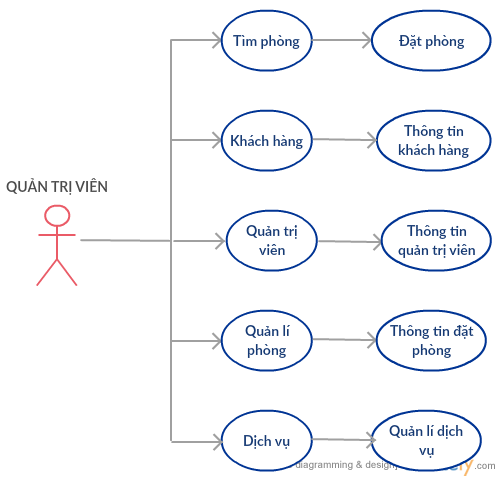 Tìm phòng
Đặt phòng
Khách hàng
Thông tin
khách hàng
QUẢN TRỊ VIÊN
Quản trị
viên
Thông tin
quản trị viên
Quản lí
phòng
Thông tin đặt
phòng
Dịch vụ
Quản lí dịch
vụ
diagramming & design
.com